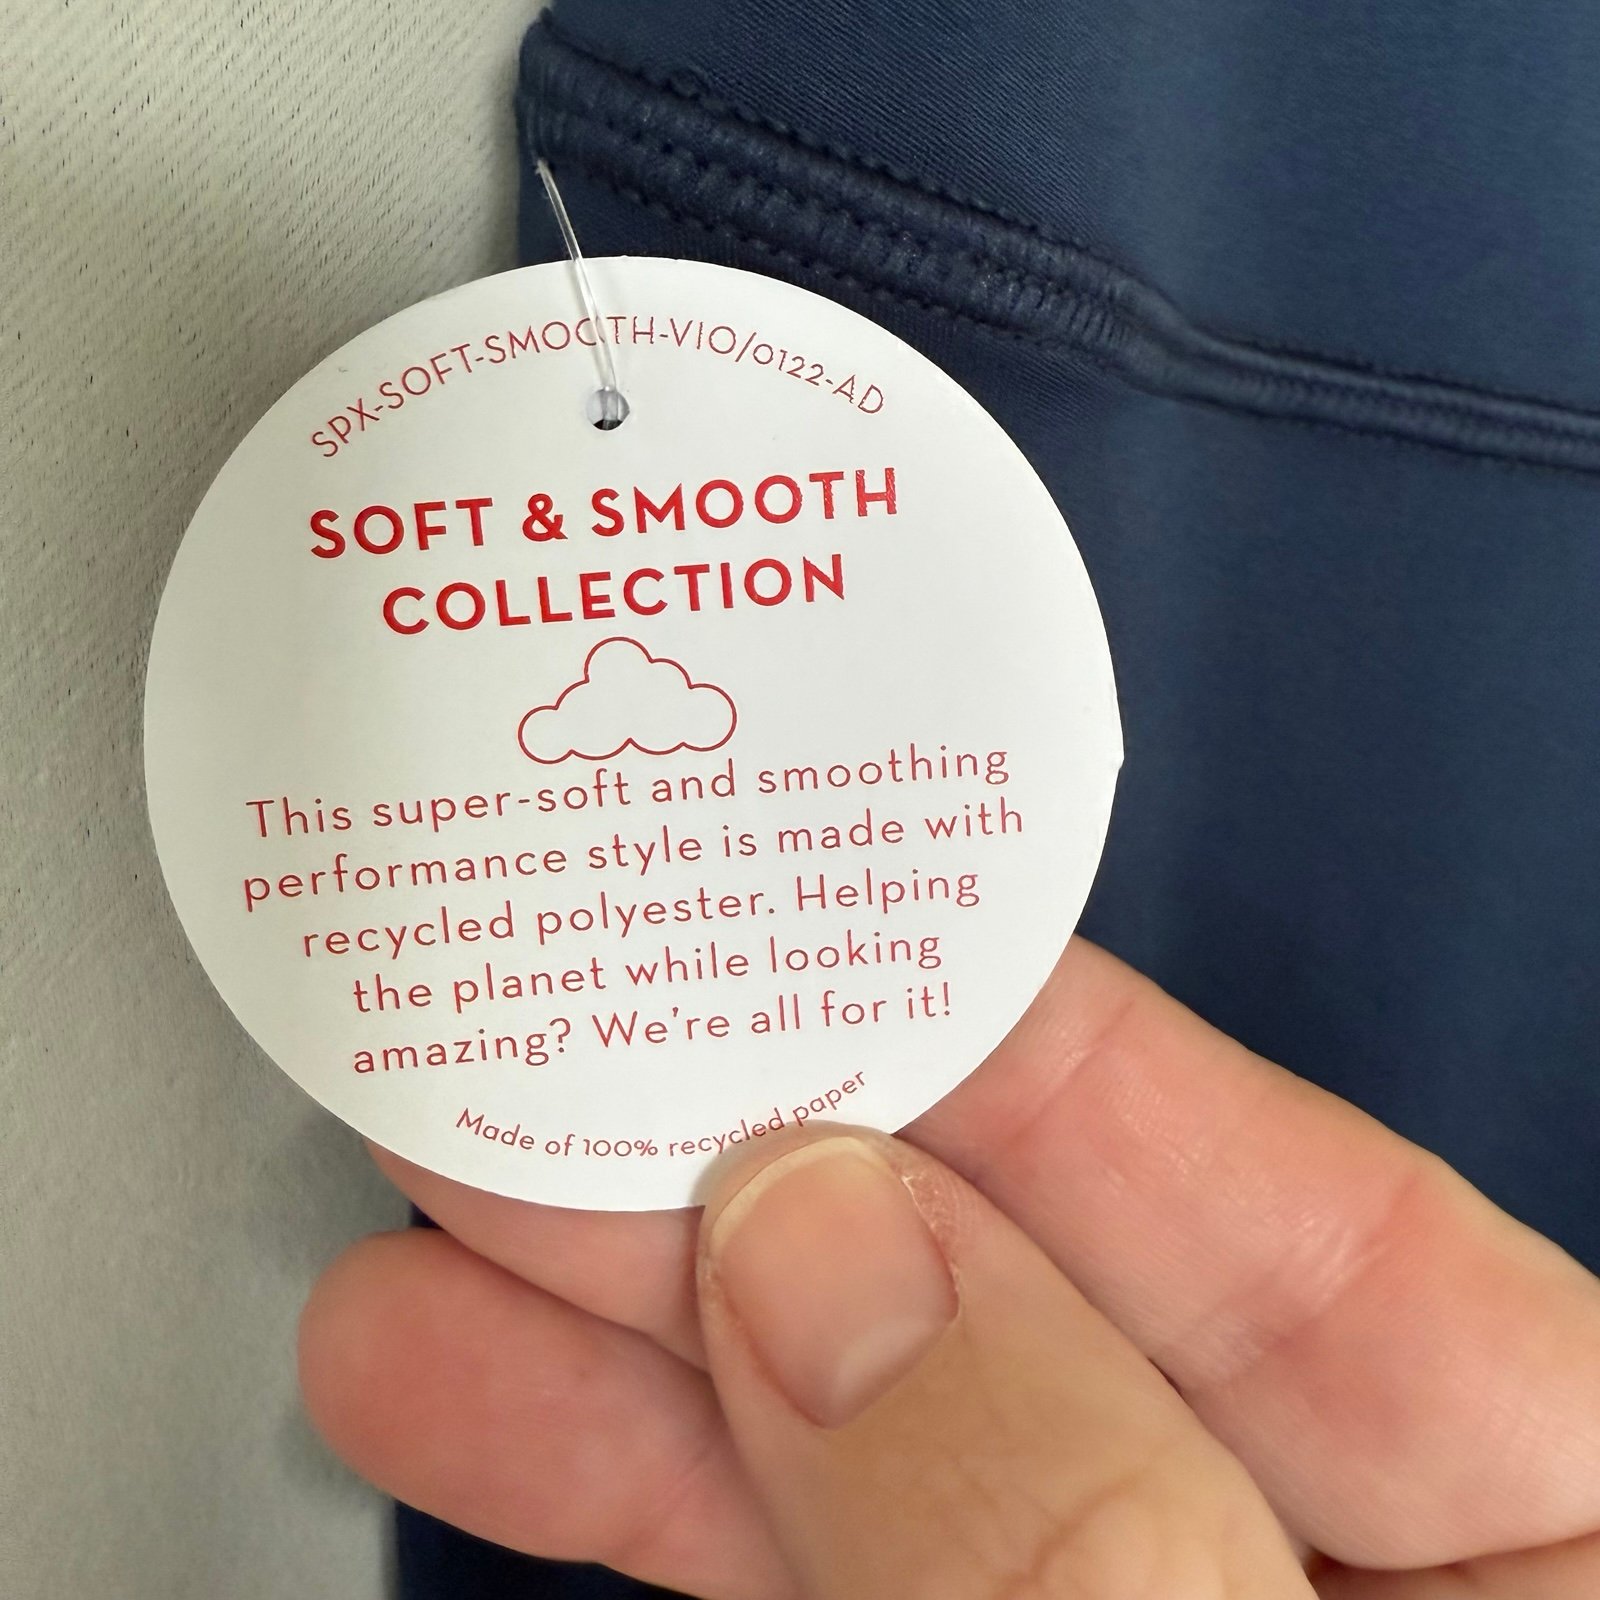 SPX-SOFT-SMOOTH-VIO/0122-AD
SOFT & SMOOTH
COLLECTION
This super-soft and smoothing
performance style is made with
recycled polyester. Helping
the planet while looking
amazing? We're all for it!
Made of 100% recycled paper